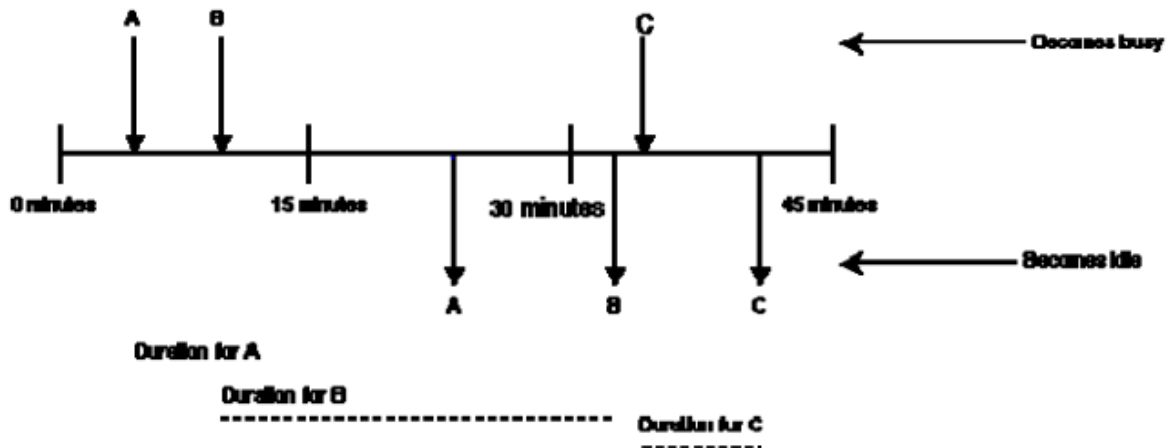 A B C
Becomes busy
0 minutes 15 minutes 30 minutes 45 minutes
Becomes idle
A B C
Duration for A
Duration for B
Duration for C